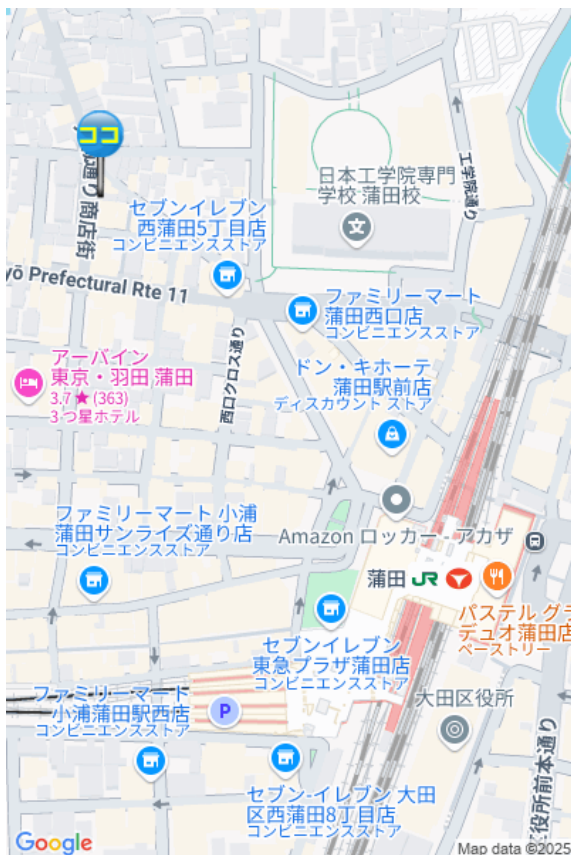 ココ
通り商店街
日本工学院専門
学校 蒲田校
工学院通り
セブンイレブン
西蒲田5丁目店
コンビニエンスストア
yō Prefectural Rte 11
ファミリーマート
蒲田西口店
コンビニエンスストア
西口クロス通り
アーバイン
東京・羽田 蒲田
3.7★(363)
3つ星ホテル
ドン・キホーテ
蒲田駅前店
ディスカウント ストア
ファミリーマート 小浦
蒲田サンライズ通り店
コンビニエンスストア
Amazon ロッカー - アカザ
蒲田 JR
パステル グラ
デュオ蒲田店
ペーストリー
セブンイレブン
東急プラザ蒲田店
コンビニエンスストア
ファミリーマート
小浦蒲田駅西店
コンビニエンスストア
P
大田区役所
セブン-イレブン 大田
区西蒲田8丁目店
コンビニエンスストア
役所前本通り
Google
Map data ©2025